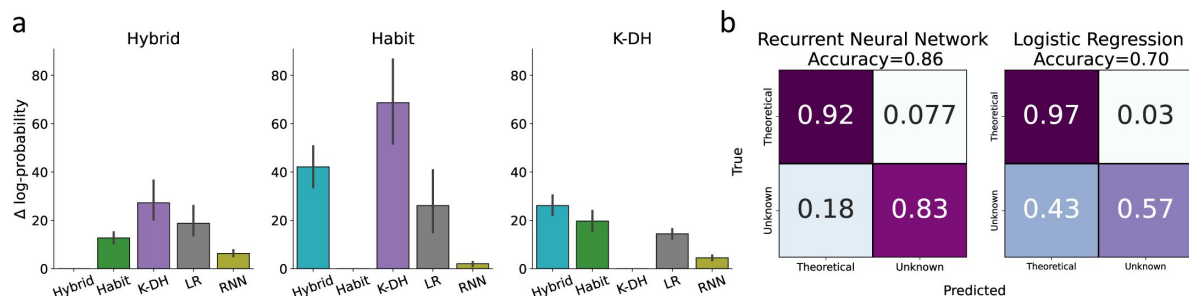 a
Hybrid
Habit
K-DH
Δ log-probability
80
60
40
20
0
Hybrid Habit K-DH LR RNN
80
60
40
20
0
Hybrid Habit K-DH LR RNN
80
60
40
20
0
Hybrid Habit K-DH LR RNN
b
Recurrent Neural Network
Accuracy=0.86
True
Theoretical
0.92 0.077
Unknown
0.18 0.83
Theoretical Unknown
Logistic Regression
Accuracy=0.70
Theoretical
0.97 0.03
Unknown
0.43 0.57
Theoretical Unknown
Predicted